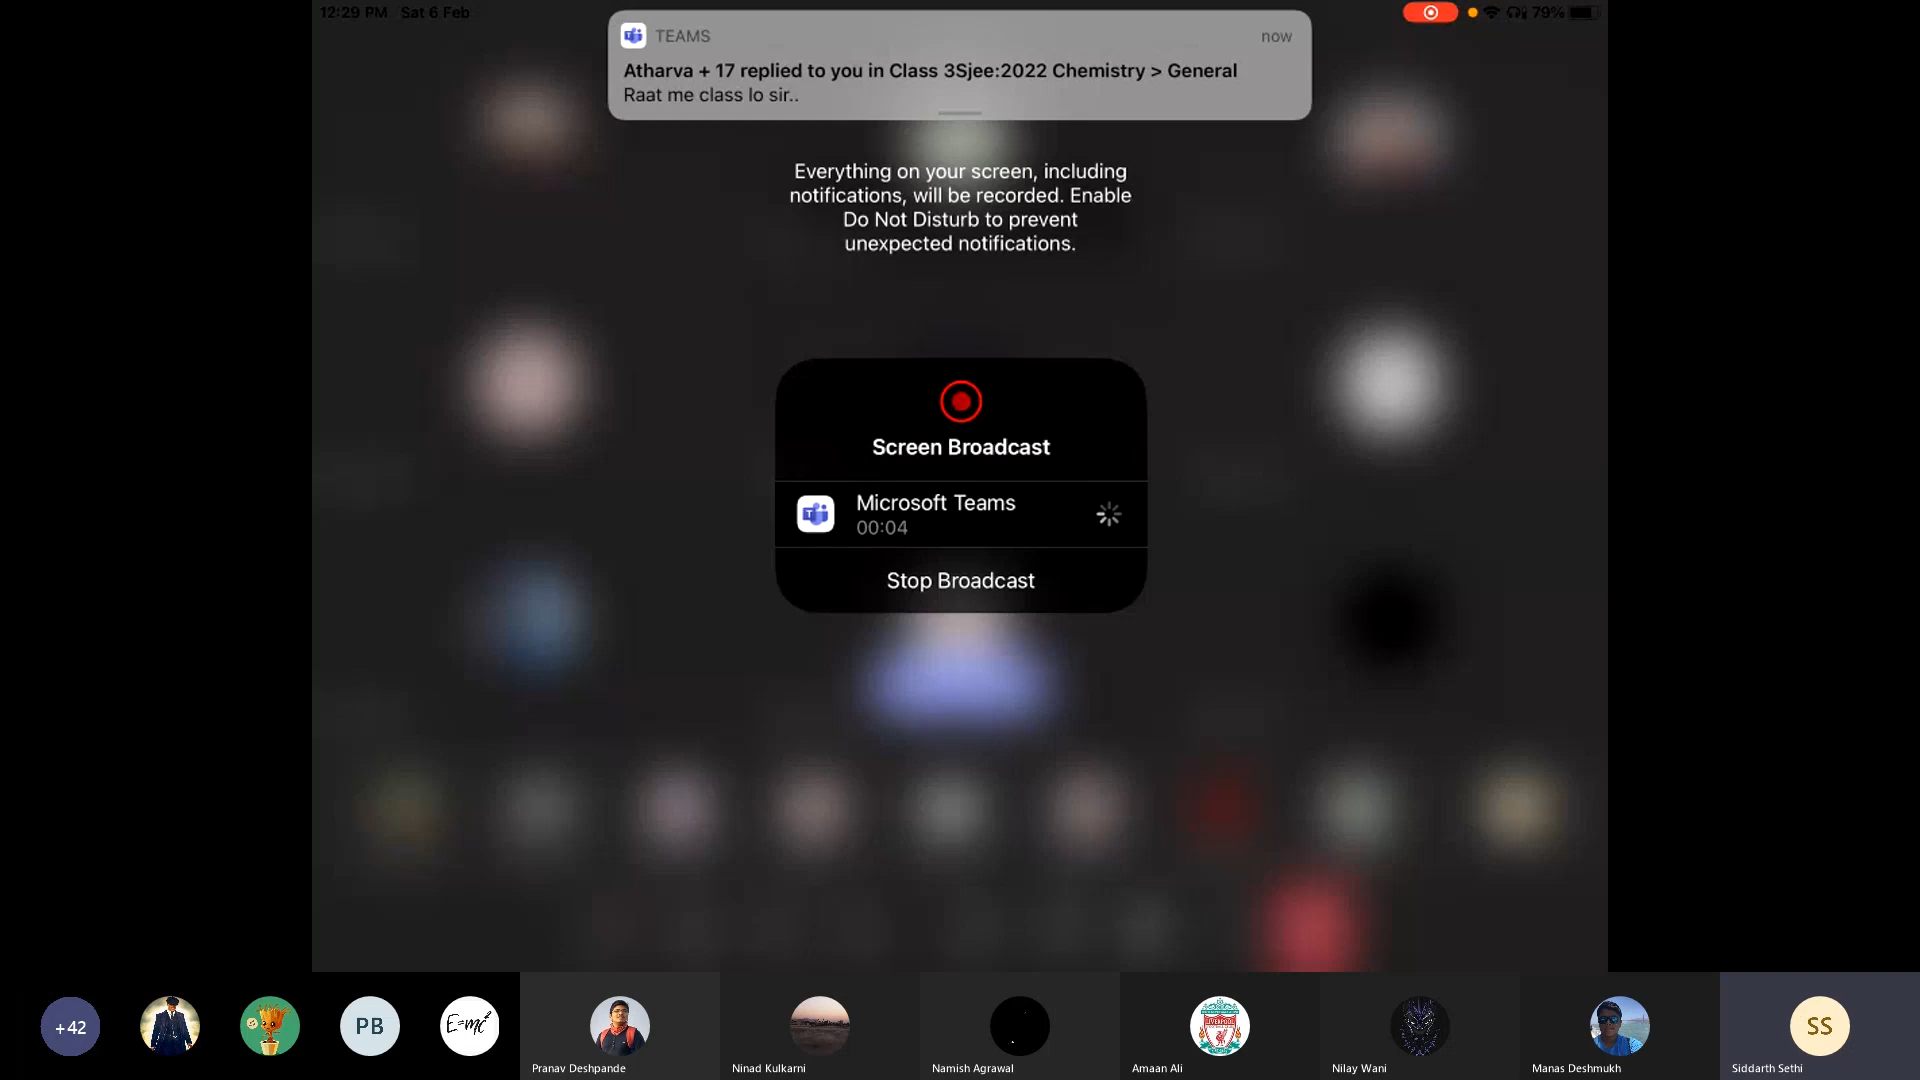 12:29 PM Sat 6 Feb
79%
TEAMS
now
Atharva + 17 replied to you in Class 3Sjee:2022 Chemistry > General
Raat me class lo sir..
Everything on your screen, including
notifications, will be recorded. Enable
Do Not Disturb to prevent
unexpected notifications.
Screen Broadcast
Microsoft Teams
00:04
Stop Broadcast
+42
PB
E=mc²
SS
Pranav Deshpande
Ninad Kulkarni
Namish Agrawal
Amaan Ali
Nilay Wani
Manas Deshmukh
Siddarth Sethi